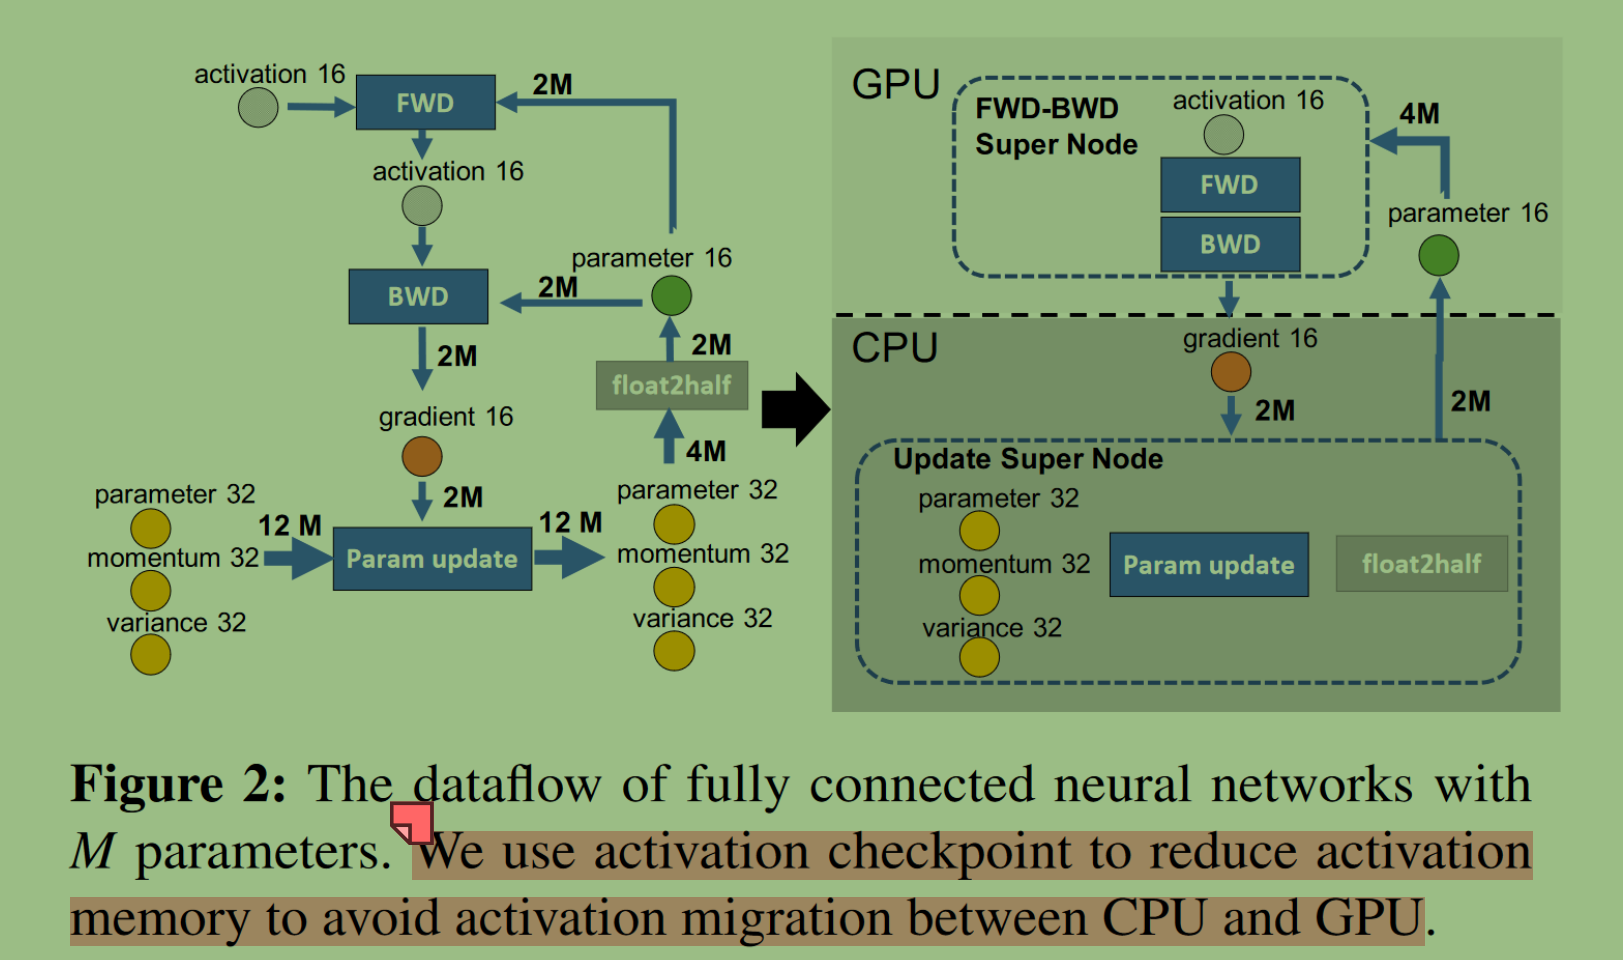 activation 16
FWD
2M
activation 16
parameter 16
2M
BWD
2M
float2half
2M
gradient 16
4M
parameter 32
12 M
momentum 32
variance 32
2M
Param update
12 M
parameter 32
momentum 32
variance 32
GPU
FWD-BWD
Super Node
activation 16
FWD
BWD
4M
parameter 16
CPU
gradient 16
2M
2M
Update Super Node
parameter 32
momentum 32
variance 32
Param update
float2half
Figure 2: The dataflow of fully connected neural networks with
M parameters. We use activation checkpoint to reduce activation
memory to avoid activation migration between CPU and GPU.